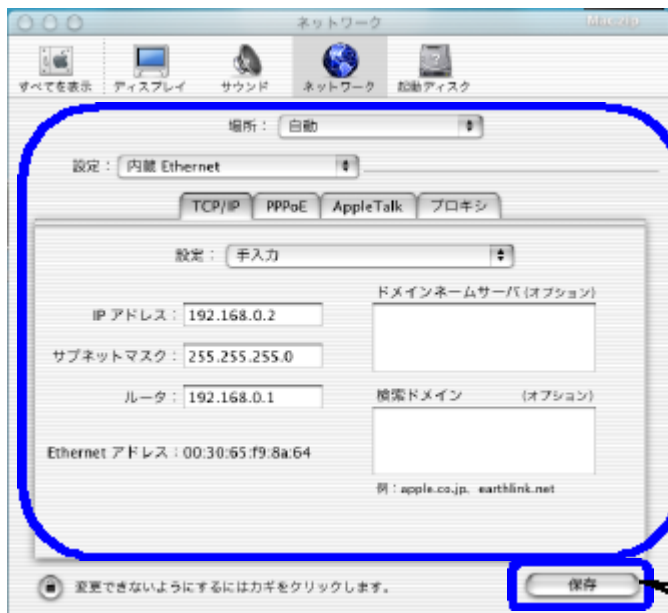 ネットワーク
すべてを表示 ディスプレイ サウンド ネットワーク 起動ディスク
場所： 自動
設定： 内蔵 Ethernet
TCP/IP PPPoE AppleTalk プロキシ
設定： 手入力
ドメインネームサーバ (オプション)
IP アドレス： 192.168.0.2
サブネットマスク： 255.255.255.0
ルータ： 192.168.0.1
検索ドメイン (オプション)
Ethernet アドレス：00:30:65:f9:8a:64
例：apple.co.jp、earthlink.net
変更できないようにするにはカギをクリックします。
保存